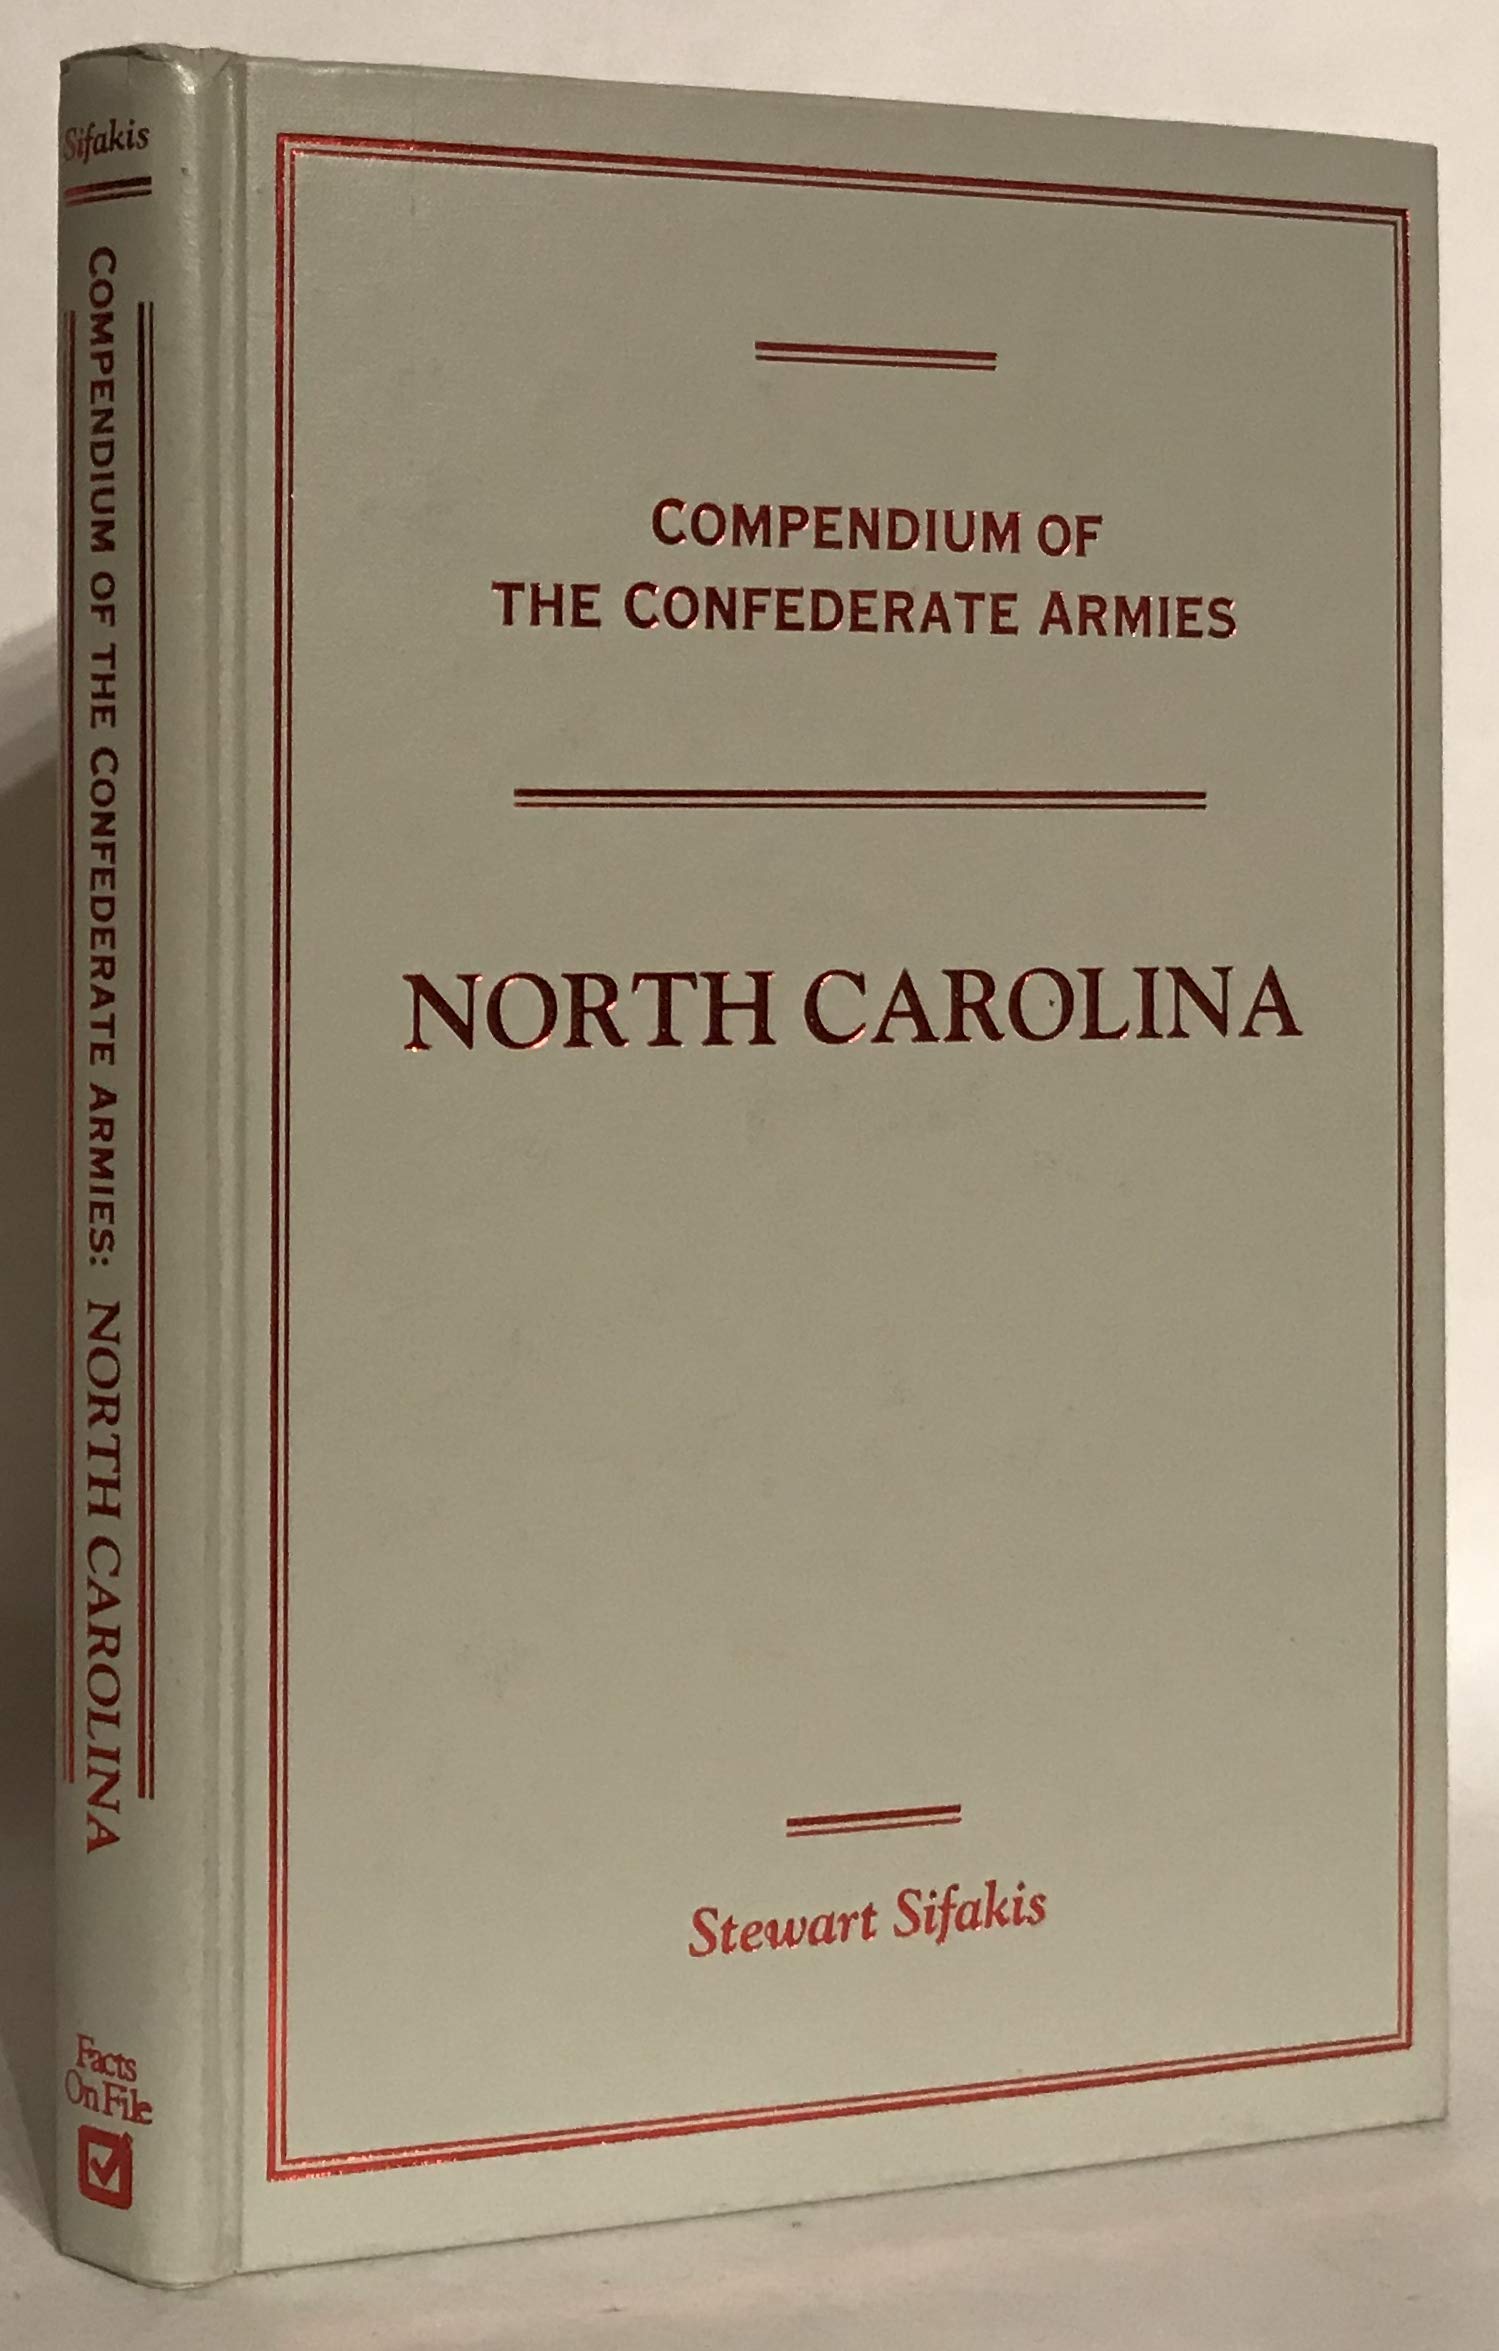 Sifakis
COMPENDIUM OF THE CONFEDERATE ARMIES: NORTH CAROLINA
Facts
On File
COMPENDIUM OF
THE CONFEDERATE ARMIES
NORTH CAROLINA
Stewart Sifakis